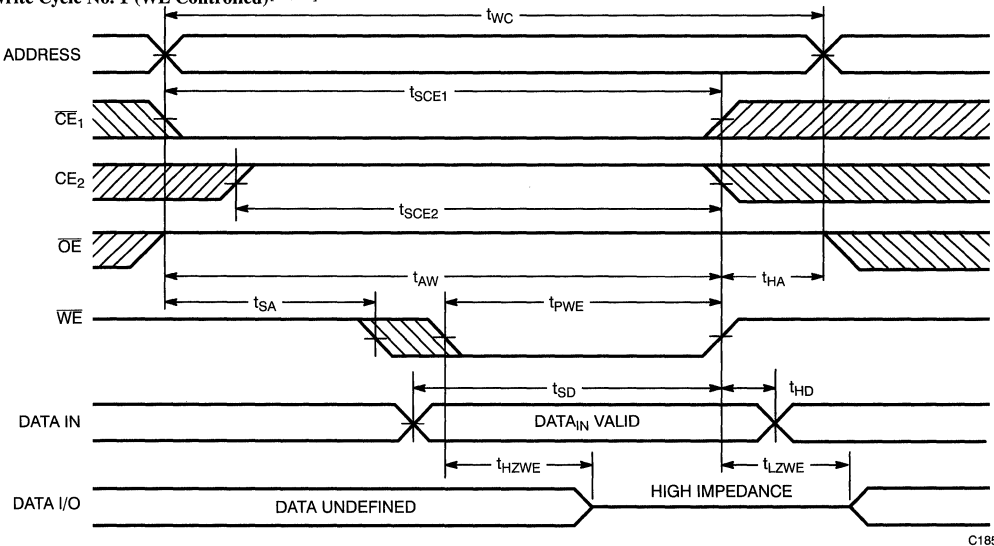 Write Cycle No. 1 (WE Controlled)
tWC
ADDRESS
tSCE1
CE1
CE2
tSCE2
OE
tAW
tHA
tSA
tPWE
WE
tSD
tHD
DATA IN
DATAIN VALID
tHZWE
tLZWE
HIGH IMPEDANCE
DATA I/O
DATA UNDEFINED
C185